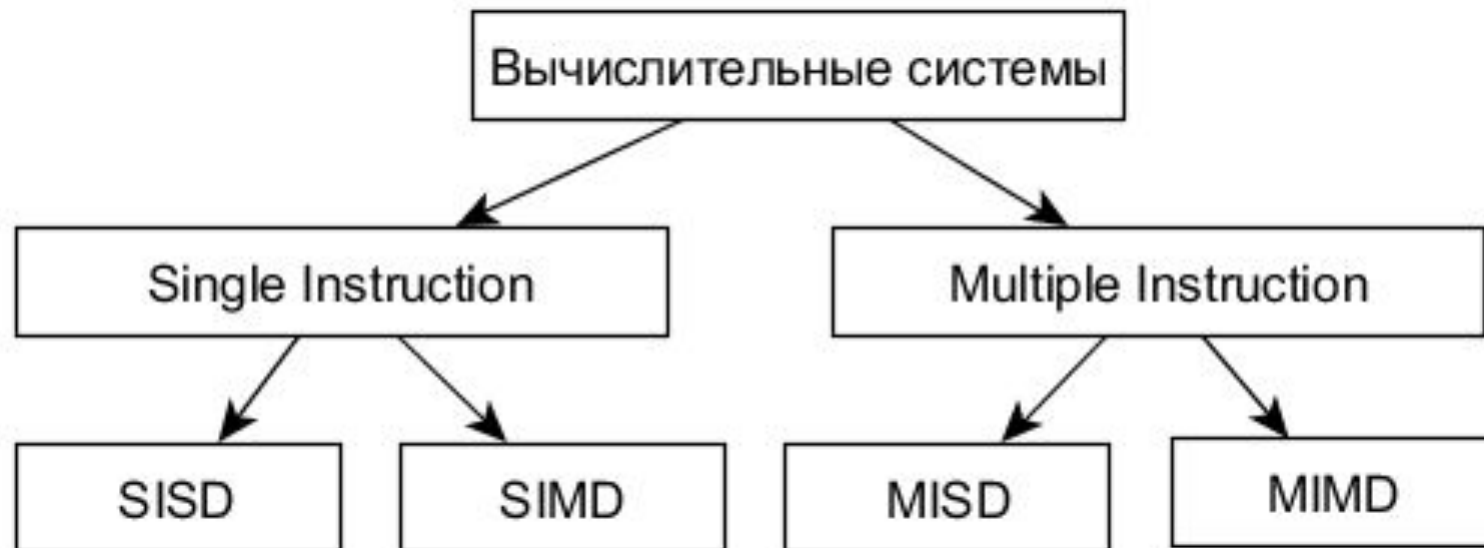 Вычислительные системы
Single Instruction
Multiple Instruction
SISD
SIMD
MISD
MIMD